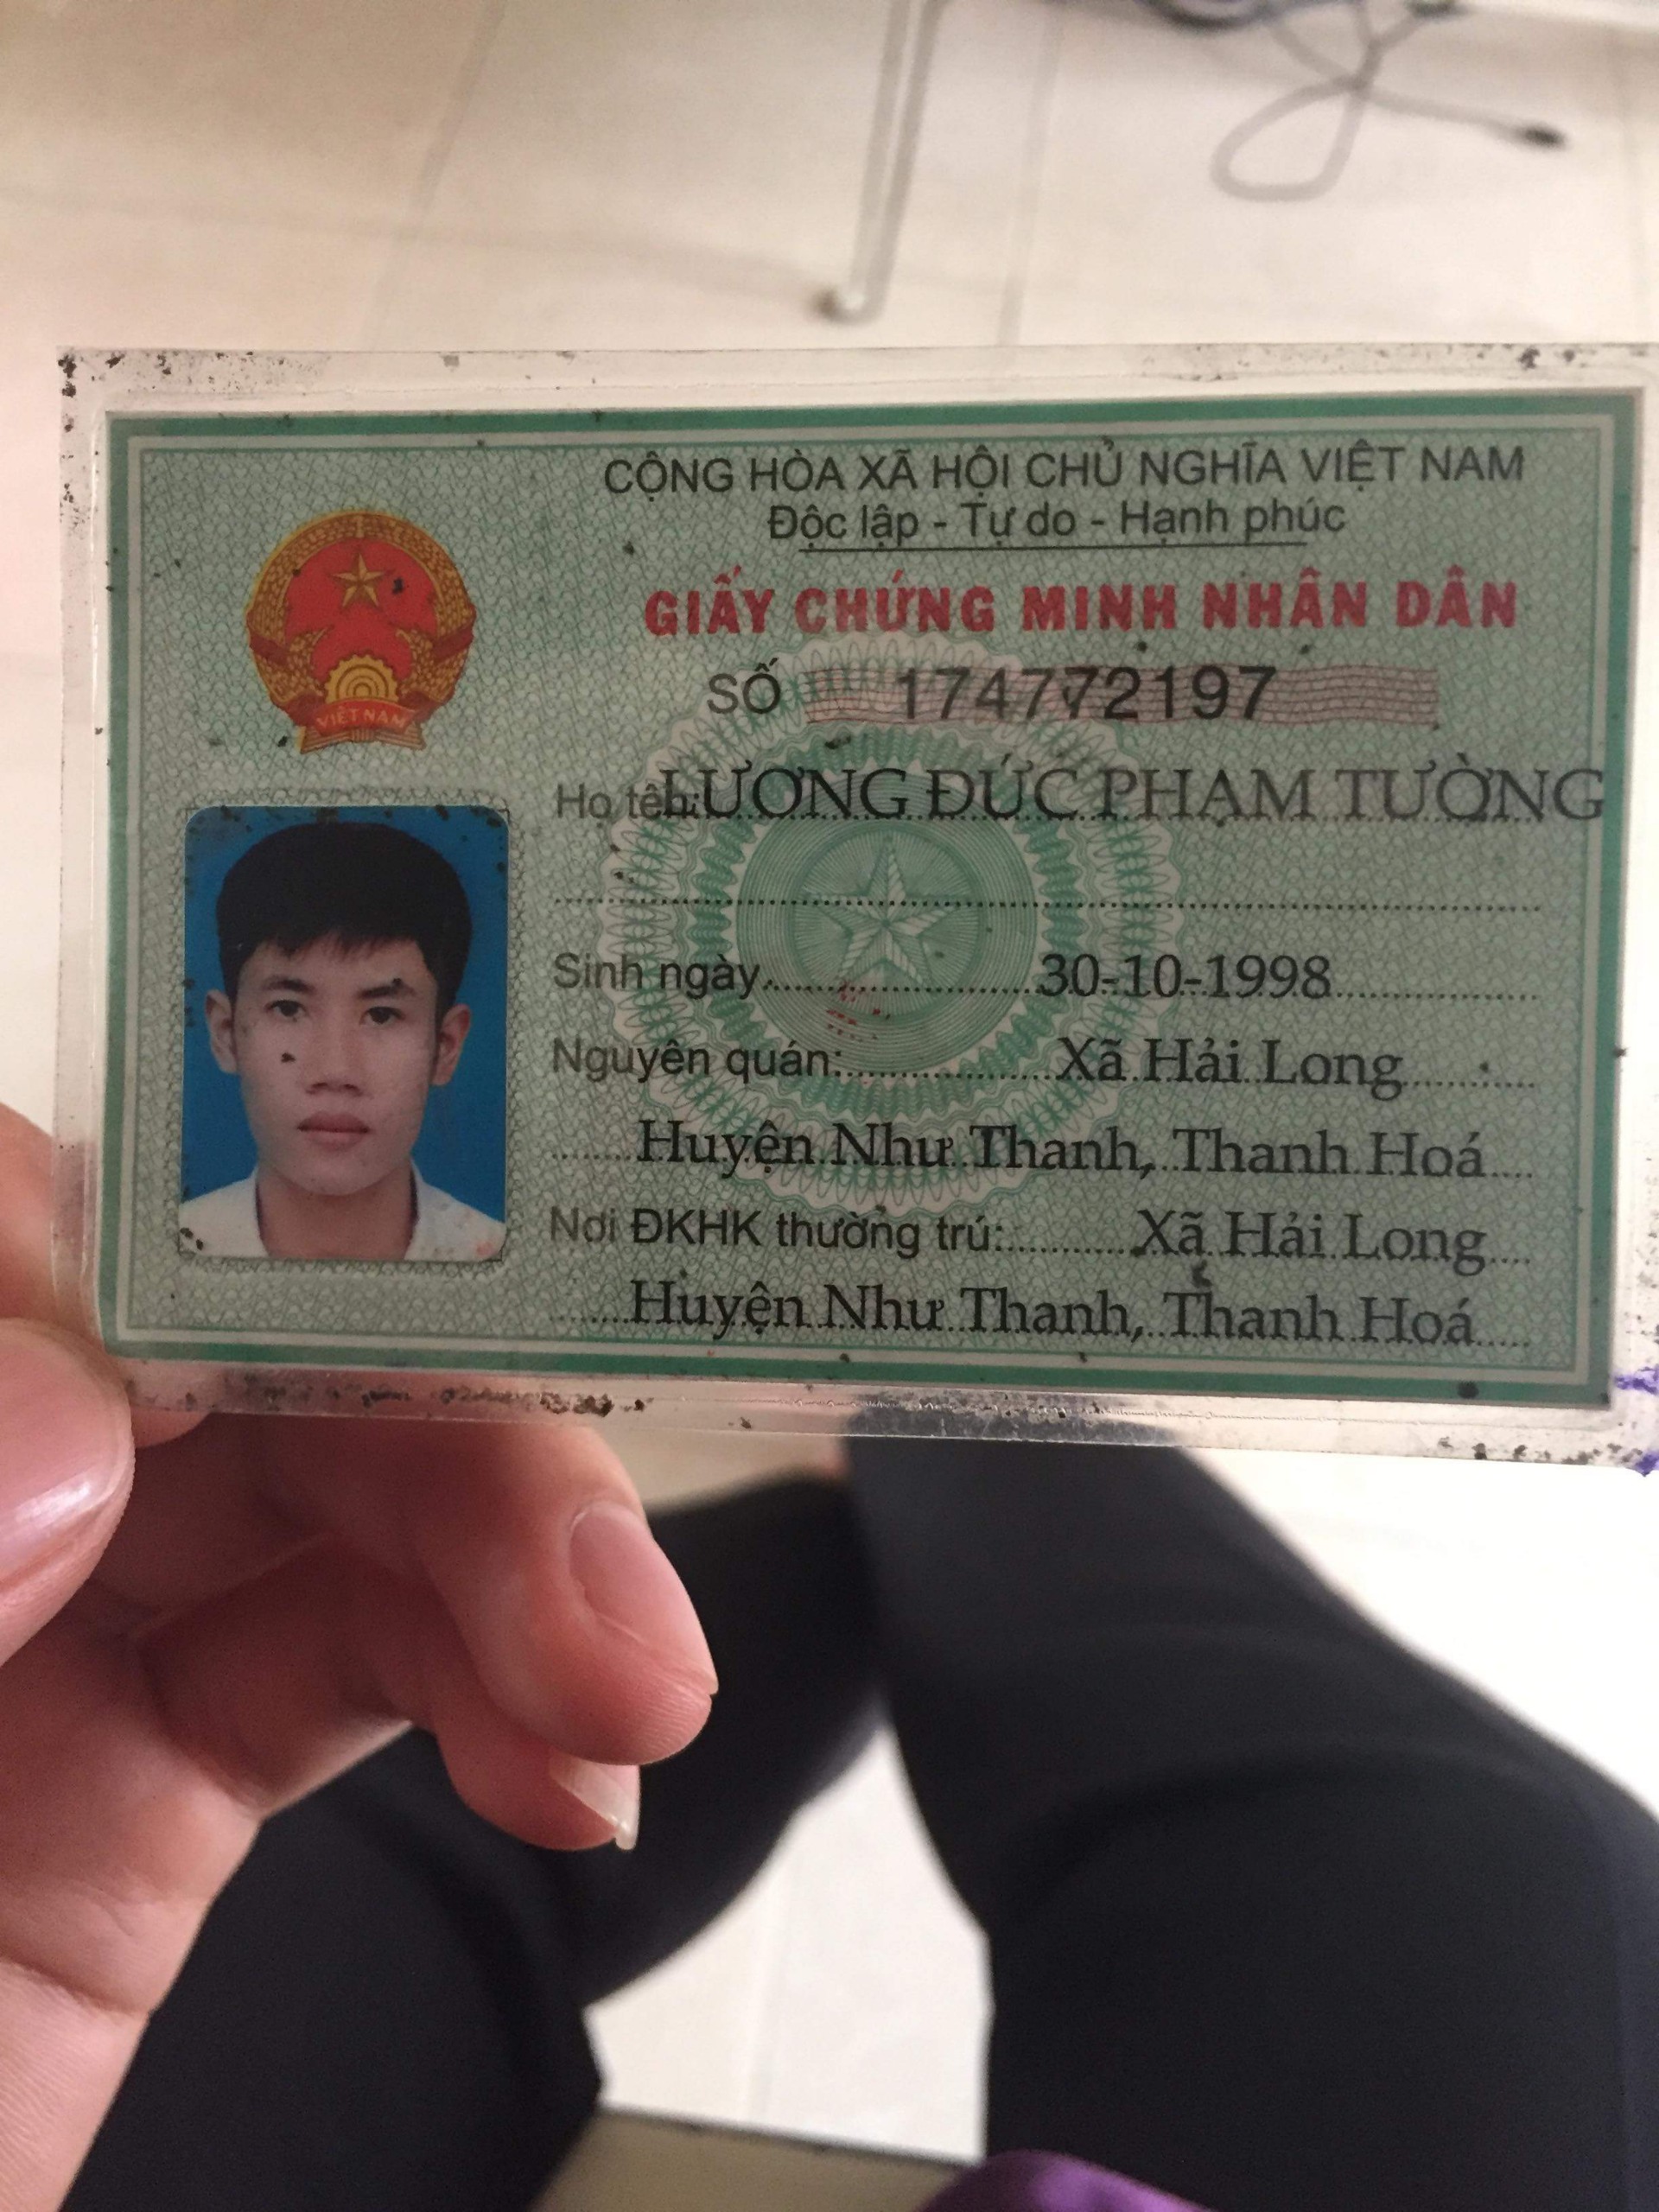 CỘNG HÒA XÃ HỘI CHỦ NGHĨA VIỆT NAM
Độc lập - Tự do - Hạnh phúc
GIẤY CHỨNG MINH NHÂN DÂN
SỐ 174772197
VIỆT NAM
Họ tên: LƯƠNG ĐỨC PHẠM TƯỜNG
Sinh ngày 30-10-1998
Nguyên quán: Xã Hải Long
Huyện Như Thanh, Thanh Hoá
Nơi ĐKHK thường trú: Xã Hải Long
Huyện Như Thanh, Thanh Hoá